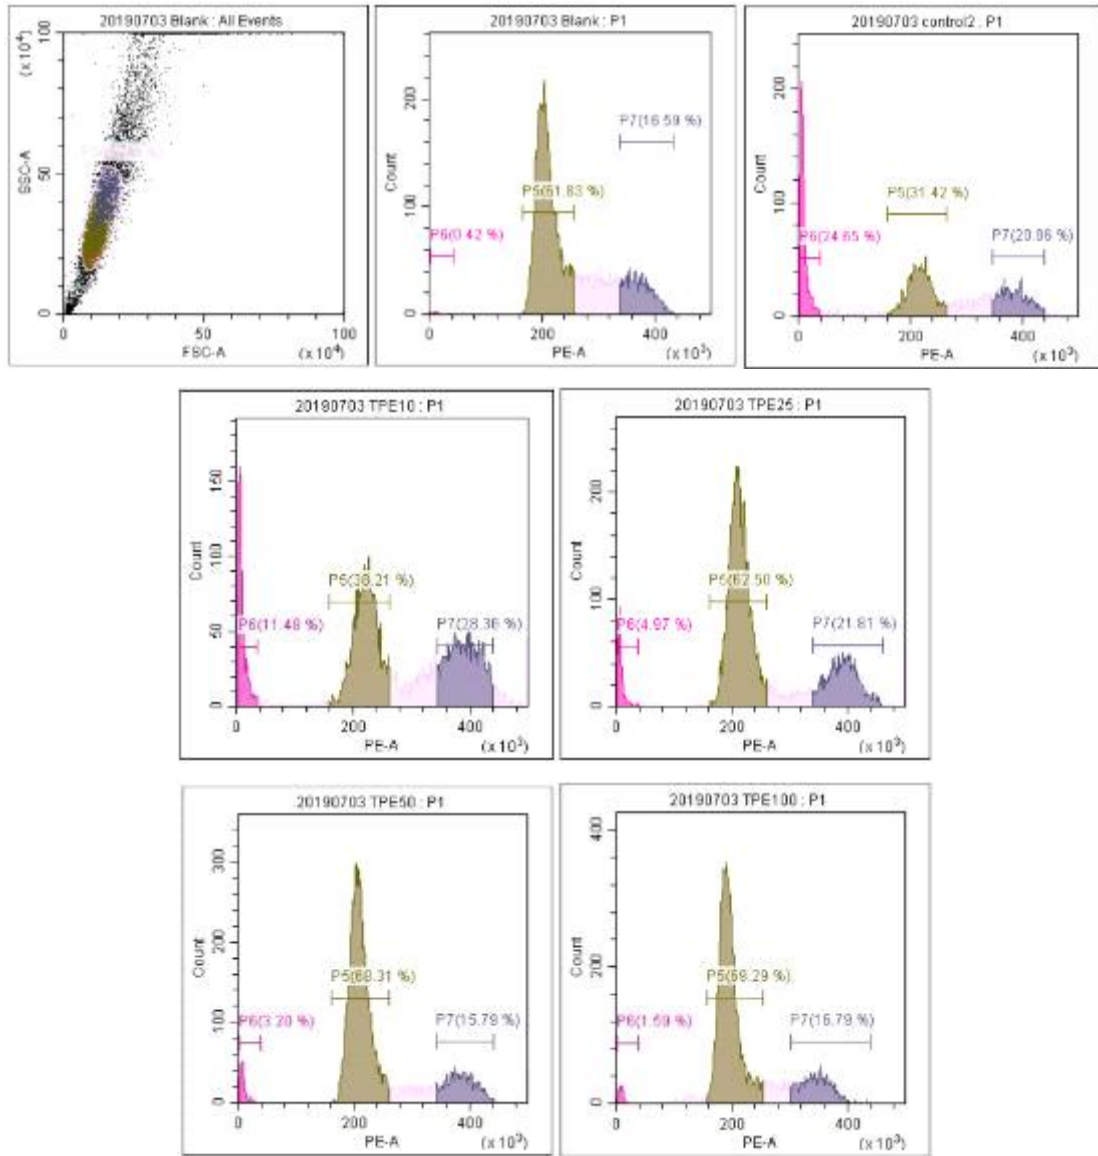 20190703 Blank : All Events
(x 10⁴)
100
50
0
SSC-A
0 50 100
FSC-A (x 10⁴)
20190703 Blank : P1
Count
200
100
0
P7(16.59 %)
P5(61.83 %)
P6(0.42 %)
0 200 400
PE-A (x 10³)
20190703 control2 : P1
Count
200
100
0
P5(31.42 %)
P6(24.65 %)
P7(20.06 %)
0 200 400
PE-A (x 10³)
20190703 TPE10 : P1
Count
150
100
50
0
P5(38.21 %)
P6(11.48 %)
P7(28.36 %)
0 200 400
PE-A (x 10³)
20190703 TPE25 : P1
Count
200
100
0
P5(62.50 %)
P6(4.97 %)
P7(21.81 %)
0 200 400
PE-A (x 10³)
20190703 TPE50 : P1
Count
300
200
100
0
P5(68.31 %)
P6(3.20 %)
P7(15.79 %)
0 200 400
PE-A (x 10³)
20190703 TPE100 : P1
Count
400
200
0
P5(69.29 %)
P6(1.69 %)
P7(16.79 %)
0 200 400
PE-A (x 10³)